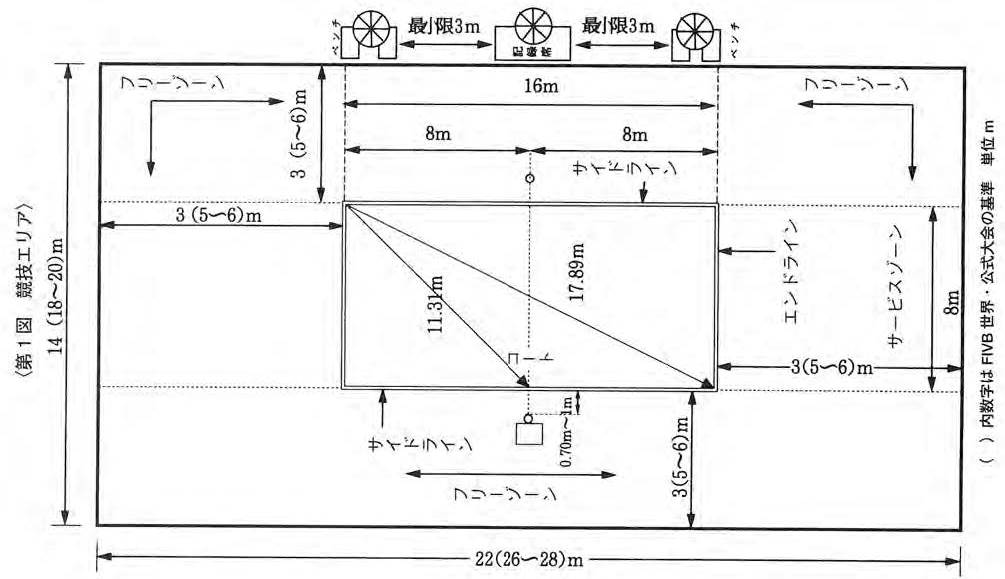 〈第1図 競技エリア〉
ベンチ
最小限3m
記録席
最小限3m
ベンチ
フリーゾーン
フリーゾーン
16m
8m
8m
3 (5〜6)m
サイドライン
3 (5〜6)m
14 (18〜20)m
11.31m
17.89m
コート
エンドライン
サービスゾーン
8m
3(5〜6)m
サイドライン
0.70m〜1m
3(5〜6)m
フリーゾーン
22(26〜28)m
( )内数字は FIVB 世界・公式大会の基準 単位 m